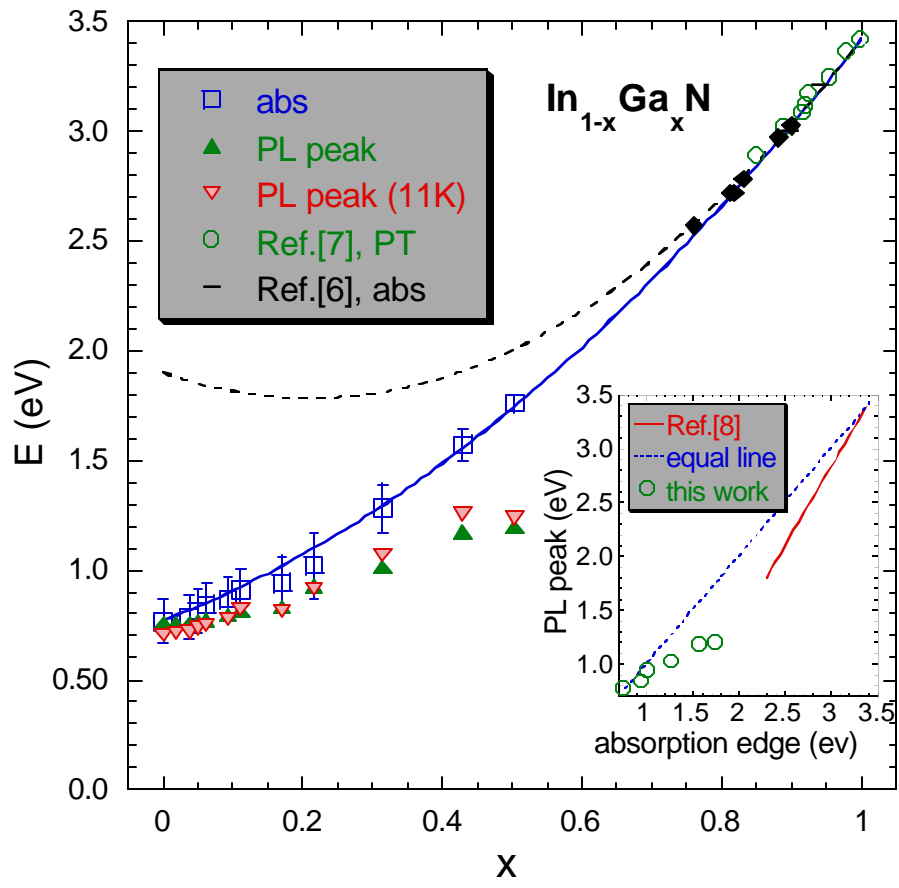 3.5
3.0
2.5
2.0
1.5
1.0
0.50
0.0
E (eV)
abs
PL peak
PL peak (11K)
Ref.[7], PT
Ref.[6], abs
In1-xGaxN
3.5
3.0
2.5
2.0
1.5
1.0
PL peak (eV)
Ref.[8]
equal line
this work
1 1.5 2 2.5 3 3.5
absorption edge (ev)
0 0.2 0.4 0.6 0.8 1
x